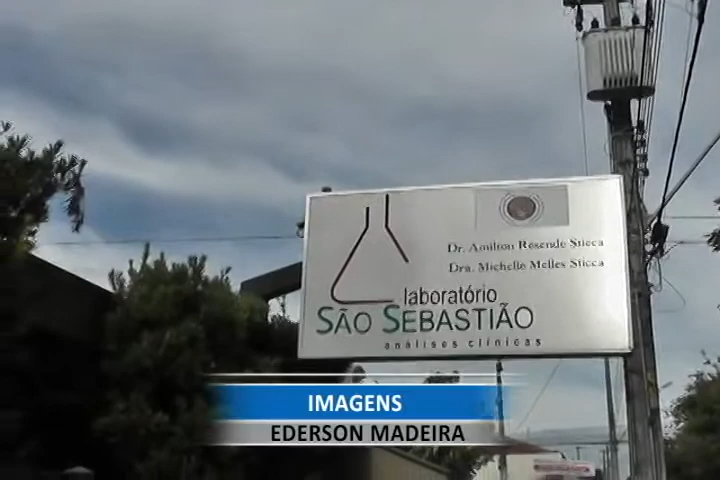 Dr. Amilton Resende Sticca
Dra. Michelle Melles Sticca
laboratório
SÃO SEBASTIÃO
análises clínicas
IMAGENS
EDERSON MADEIRA